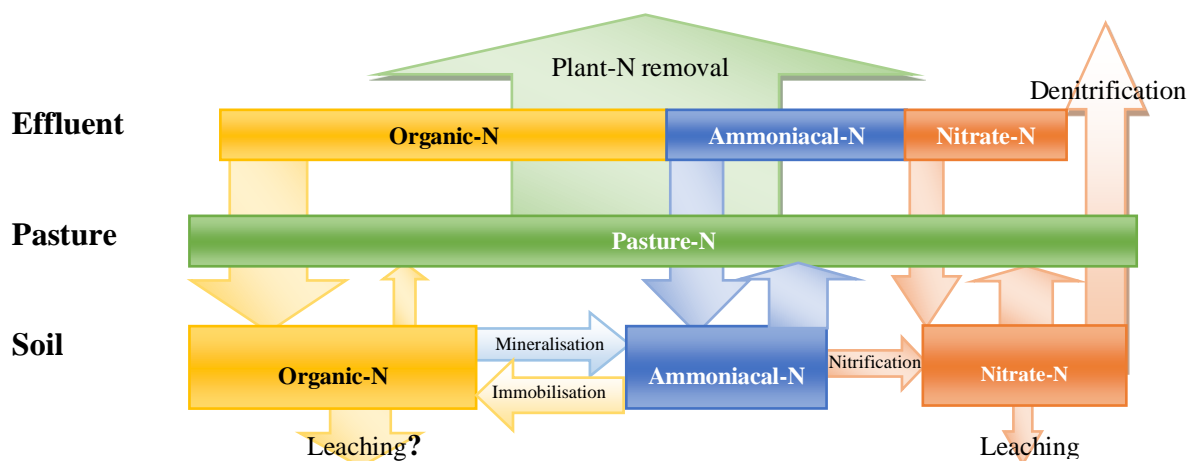 Plant-N removal
Denitrification
Effluent
Organic-N
Ammoniacal-N
Nitrate-N
Pasture
Pasture-N
Soil
Mineralisation
Organic-N
Immobilisation
Ammoniacal-N
Nitrification
Nitrate-N
Leaching?
Leaching